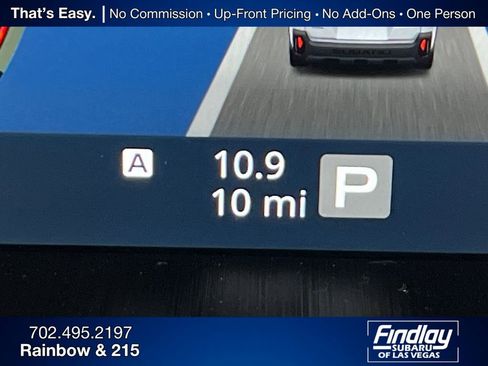 That's Easy. | No Commission • Up-Front Pricing • No Add-Ons • One Person
SUBARU
A 10.9
10 mi P
702.495.2197
Rainbow & 215
Findlay
SUBARU
OF LAS VEGAS